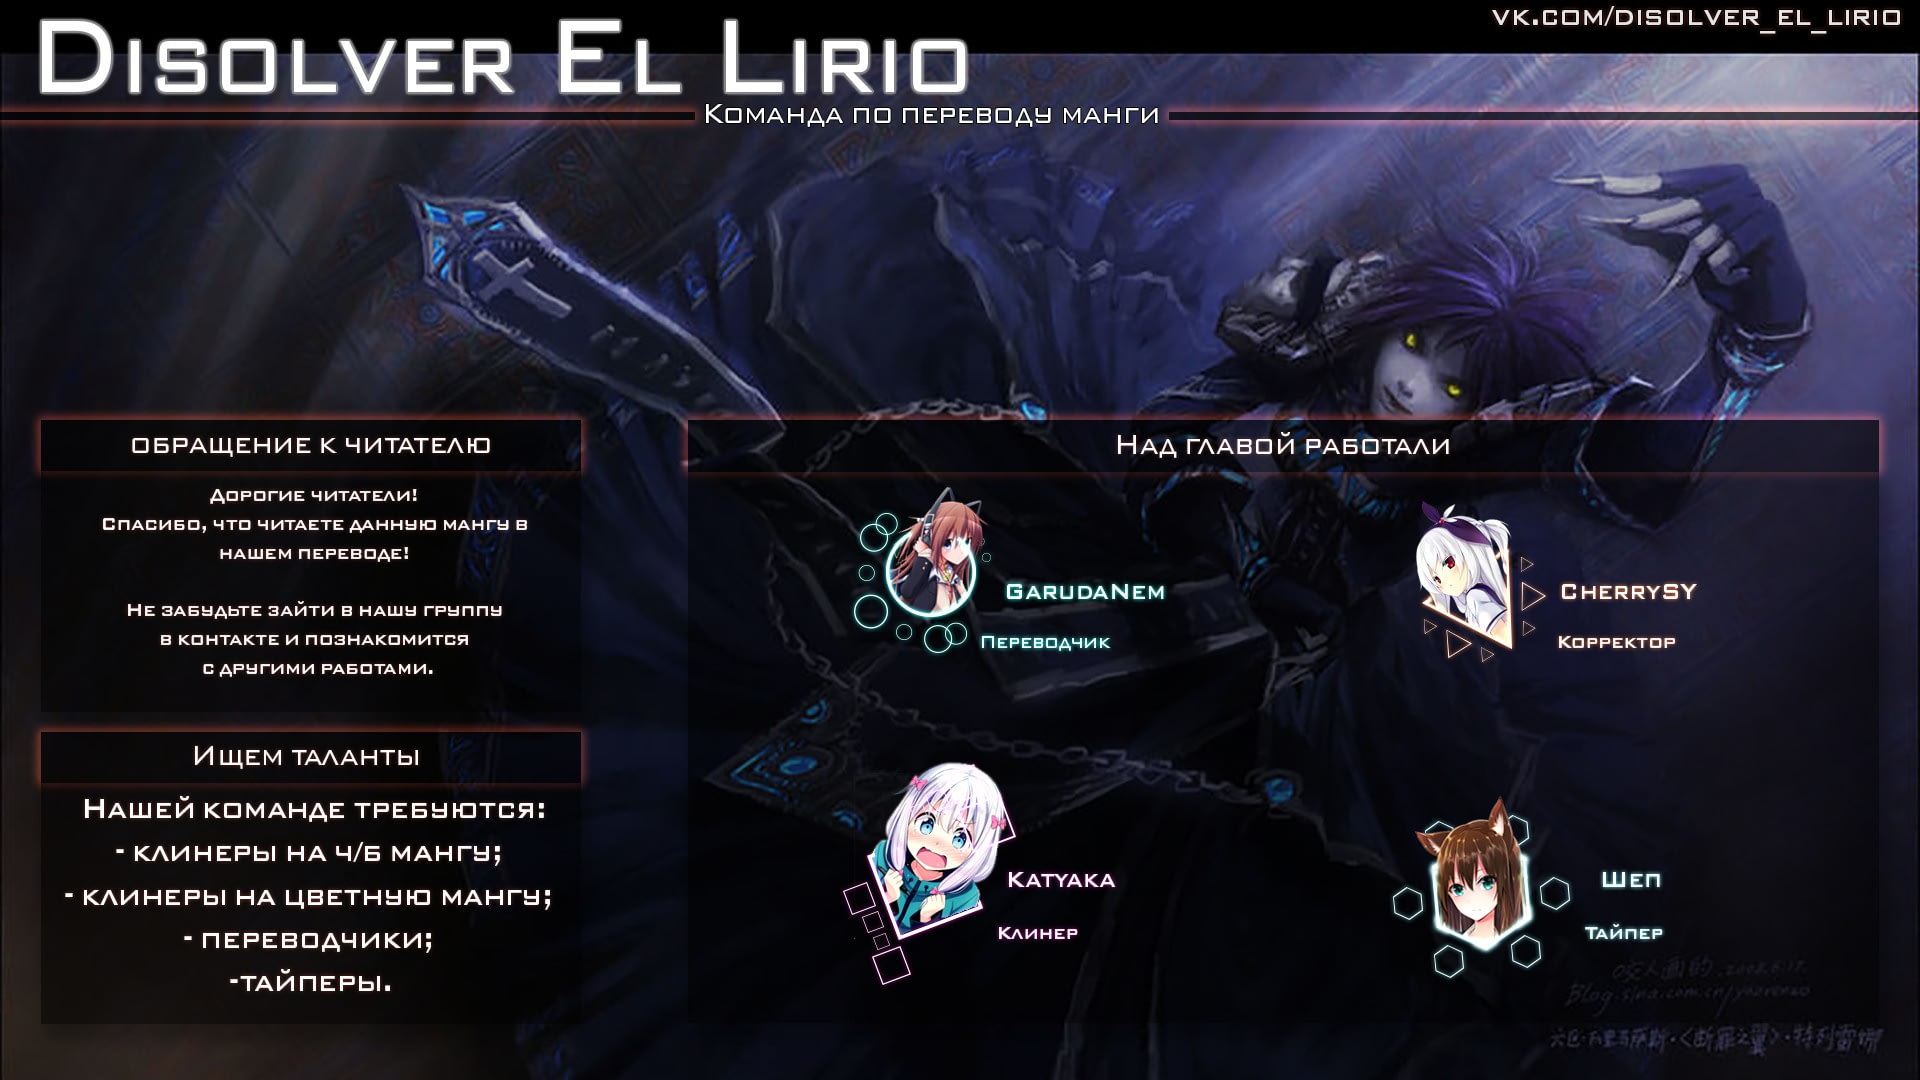 Disolver El Lirio
vk.com/disolver_el_lirio
Команда по переводу манги
Обращение к читателю
Дорогие читатели!
Спасибо, что читаете данную мангу в
нашем переводе!
Не забудьте зайти в нашу группу
в контакте и познакомится
с другими работами.
Ищем таланты
Нашей команде требуются:
- клинеры на ч/б мангу;
- клинеры на цветную мангу;
- переводчики;
-тайперы.
Над главой работали
GarudaNem
Переводчик
CherrySY
Корректор
Katyaka
Клинер
Шеп
Тайпер